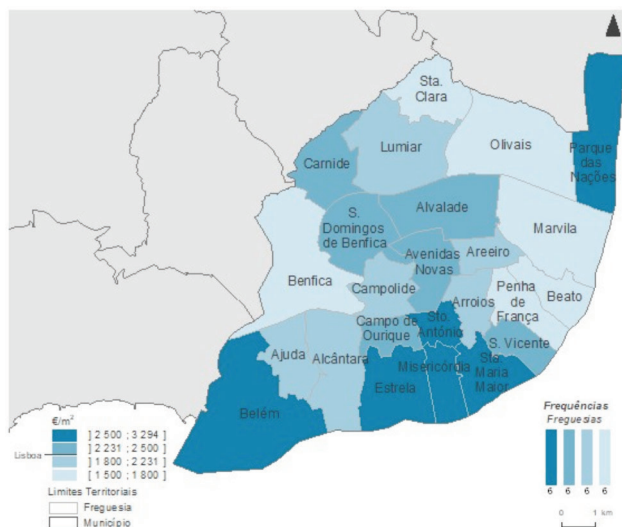 Sta.
Clara
Lumiar
Olivais
Carnide
Parque
das
Nações
S.
Domingos
de Benfica
Alvalade
Marvila
Avenidas
Novas
Areeiro
Benfica
Campolide
Penha
de
França
Beato
Arroios
Campo de
Ourique
Sto.
António
S. Vicente
Ajuda
Alcântara
Estrela
Misericórdia
Sta.
Maria
Maior
Belém
€/m²
] 2 500 ; 3 294 ]
] 2 231 ; 2 500 ]
Lisboa
] 1 800 ; 2 231 ]
[ 1 500 ; 1 800 ]
Limites Territoriais
Freguesia
Município
Frequências
Freguesias
6 6 6 6
0 1 km